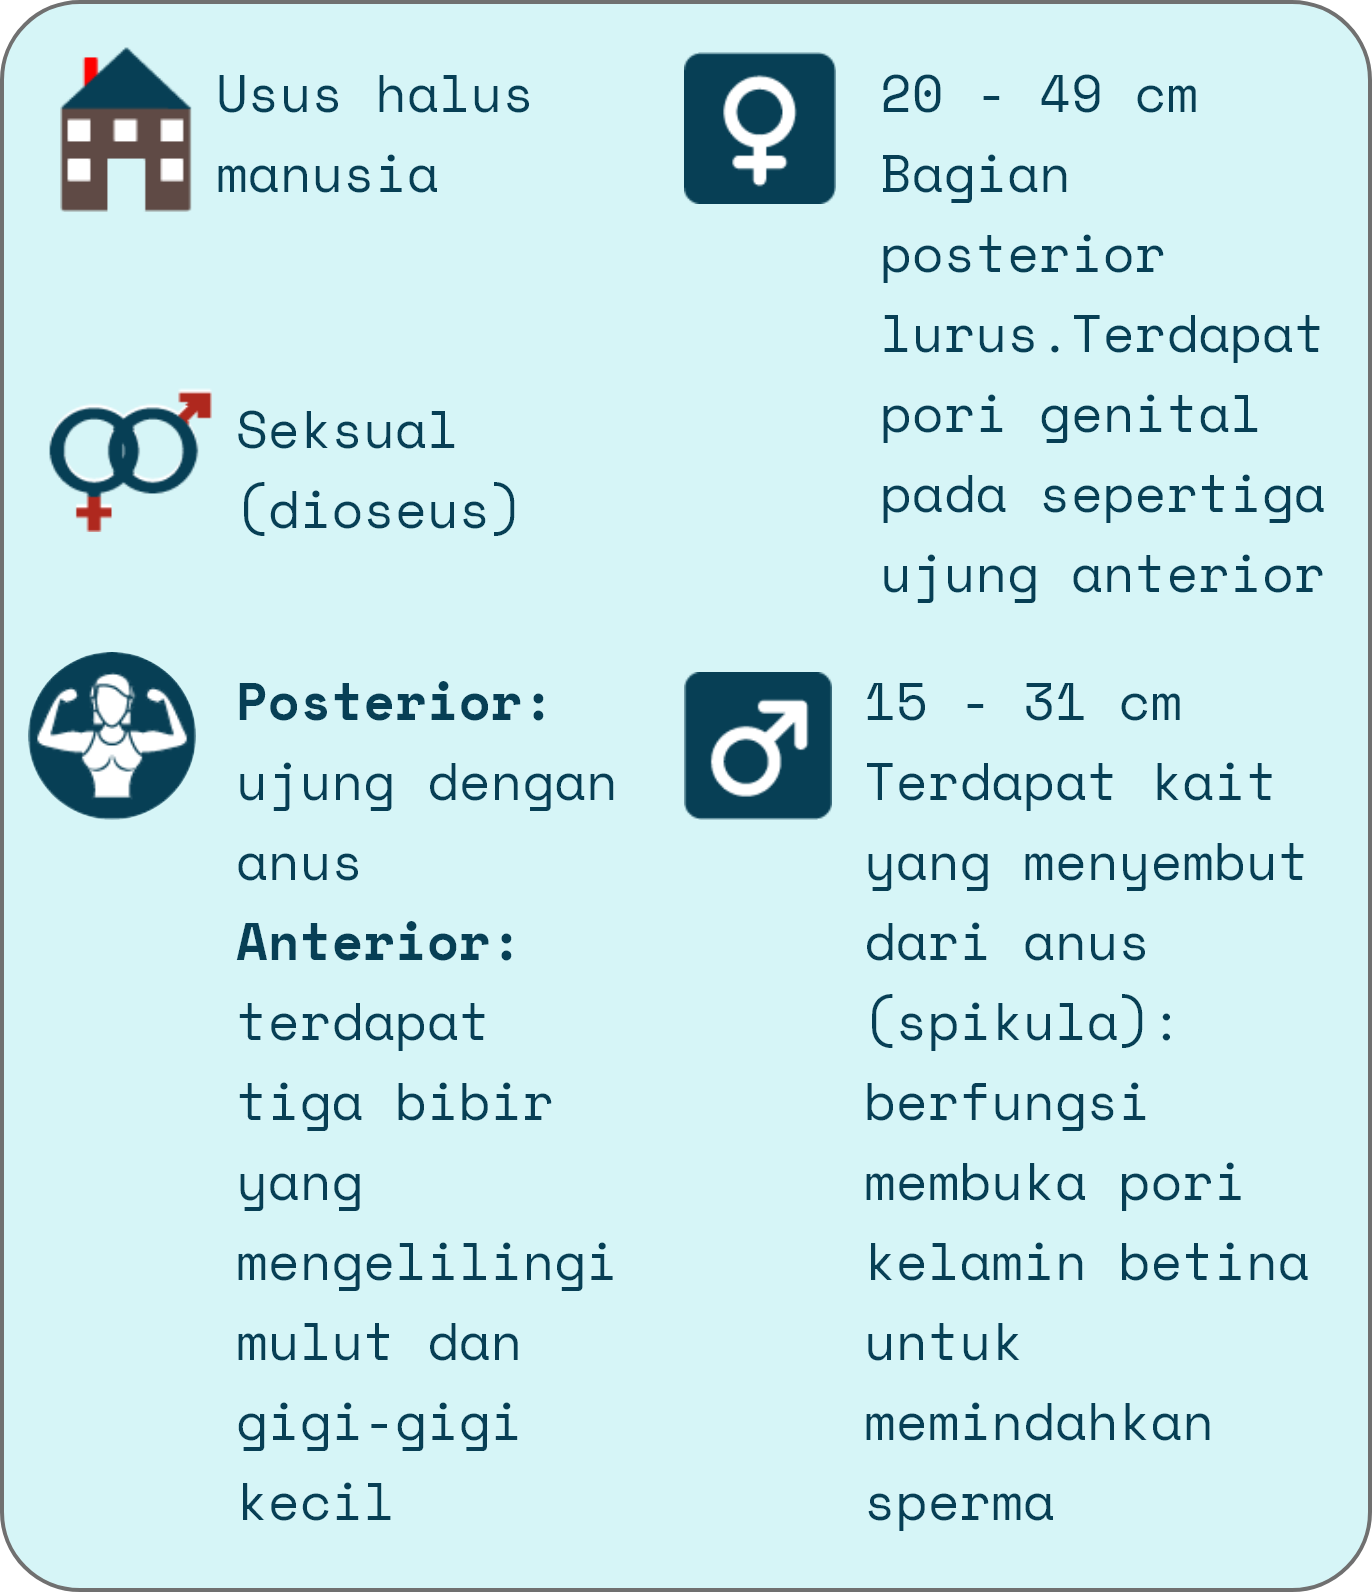 Usus halus
manusia
Seksual
(dioseus)
Posterior:
ujung dengan
anus
Anterior:
terdapat
tiga bibir
yang
mengelilingi
mulut dan
gigi-gigi
kecil
20 - 49 cm
Bagian
posterior
lurus.Terdapat
pori genital
pada sepertiga
ujung anterior
15 - 31 cm
Terdapat kait
yang menyembut
dari anus
(spikula):
berfungsi
membuka pori
kelamin betina
untuk
memindahkan
sperma